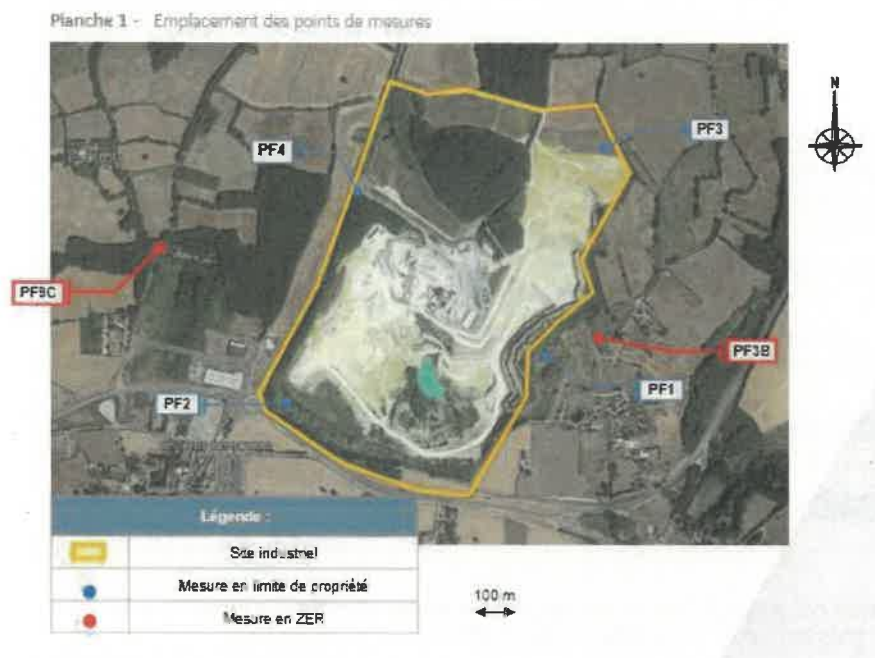 Planche 1 - Emplacement des points de mesures
N
PF3
PF4
PF3B
PF1
PF2
Légende :
Site industriel
Mesure en limite de propriété
Mesure en ZER
100 m